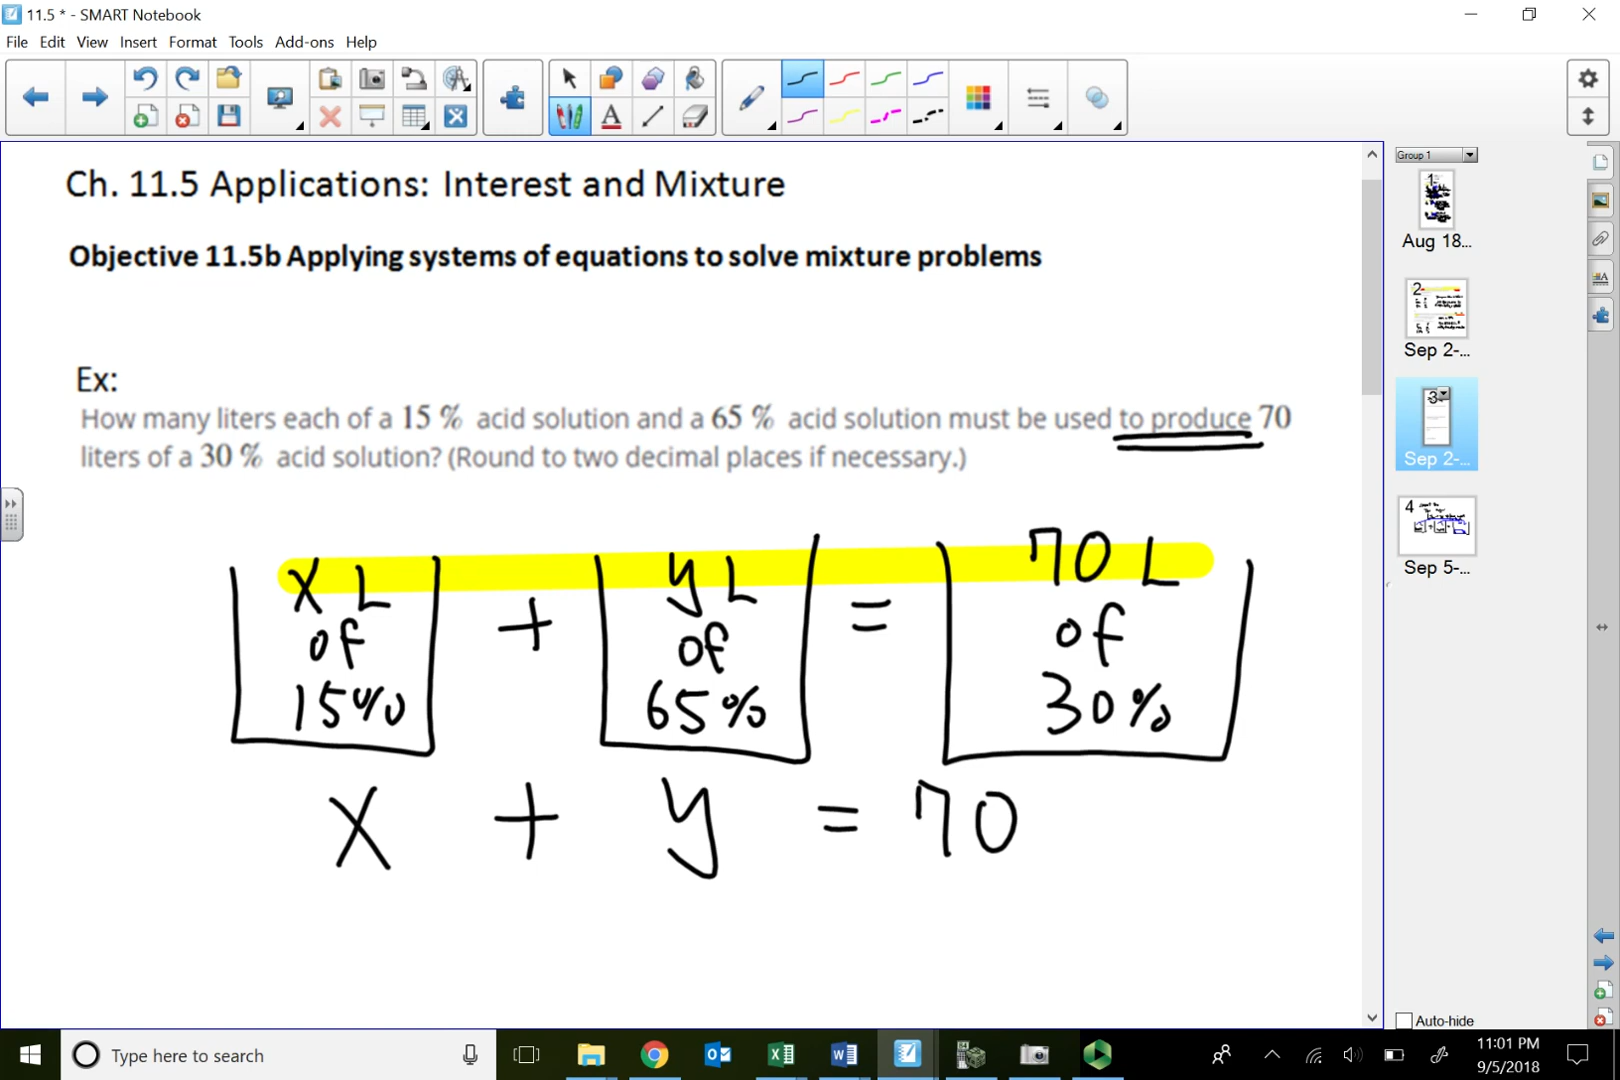 11.5 * - SMART Notebook
File Edit View Insert Format Tools Add-ons Help
Group 1
Ch. 11.5 Applications: Interest and Mixture
Objective 11.5b Applying systems of equations to solve mixture problems
Ex:
How many liters each of a 15 % acid solution and a 65 % acid solution must be used to produce 70
liters of a 30 % acid solution? (Round to two decimal places if necessary.)
x L + y L = 70 L
of of of
15% 65% 30%
x + y = 70
1
Aug 18...
2
Sep 2-...
3
Sep 2-...
4
Sep 5-...
Auto-hide
Type here to search
11:01 PM
9/5/2018